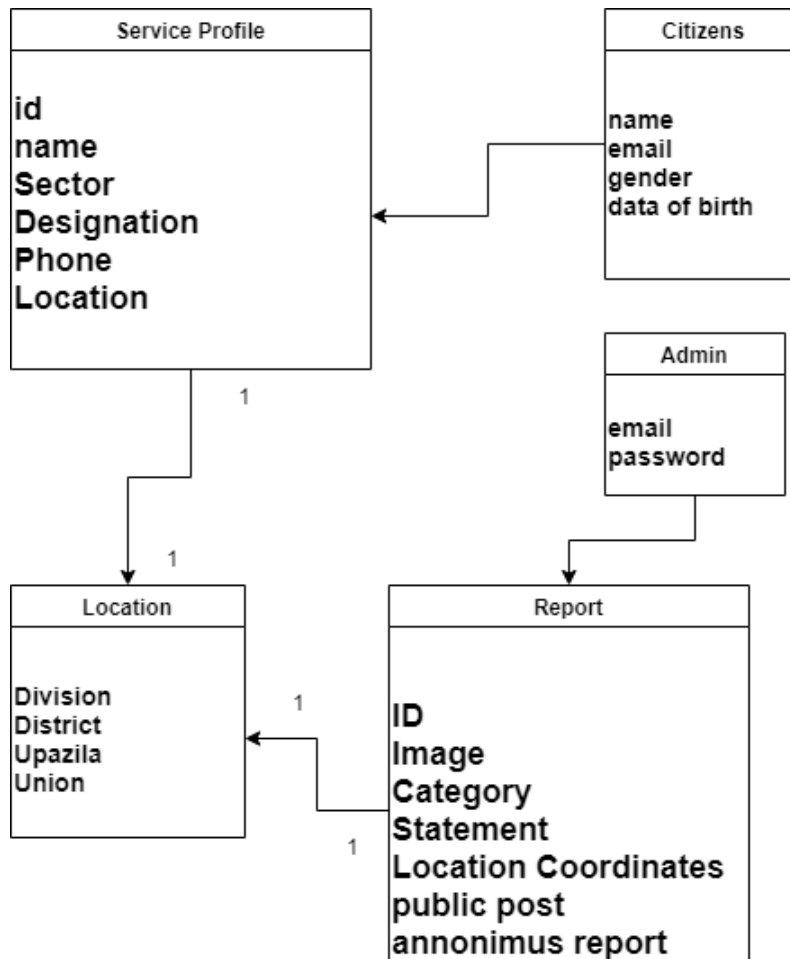 Service Profile
id
name
Sector
Designation
Phone
Location
Citizens
name
email
gender
data of birth
Admin
email
password
1
1
Location
Division
District
Upazila
Union
1
1
Report
ID
Image
Category
Statement
Location Coordinates
public post
annonimus report